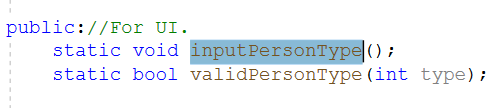 public://For UI.
static void inputPersonType();
static bool validPersonType(int type);